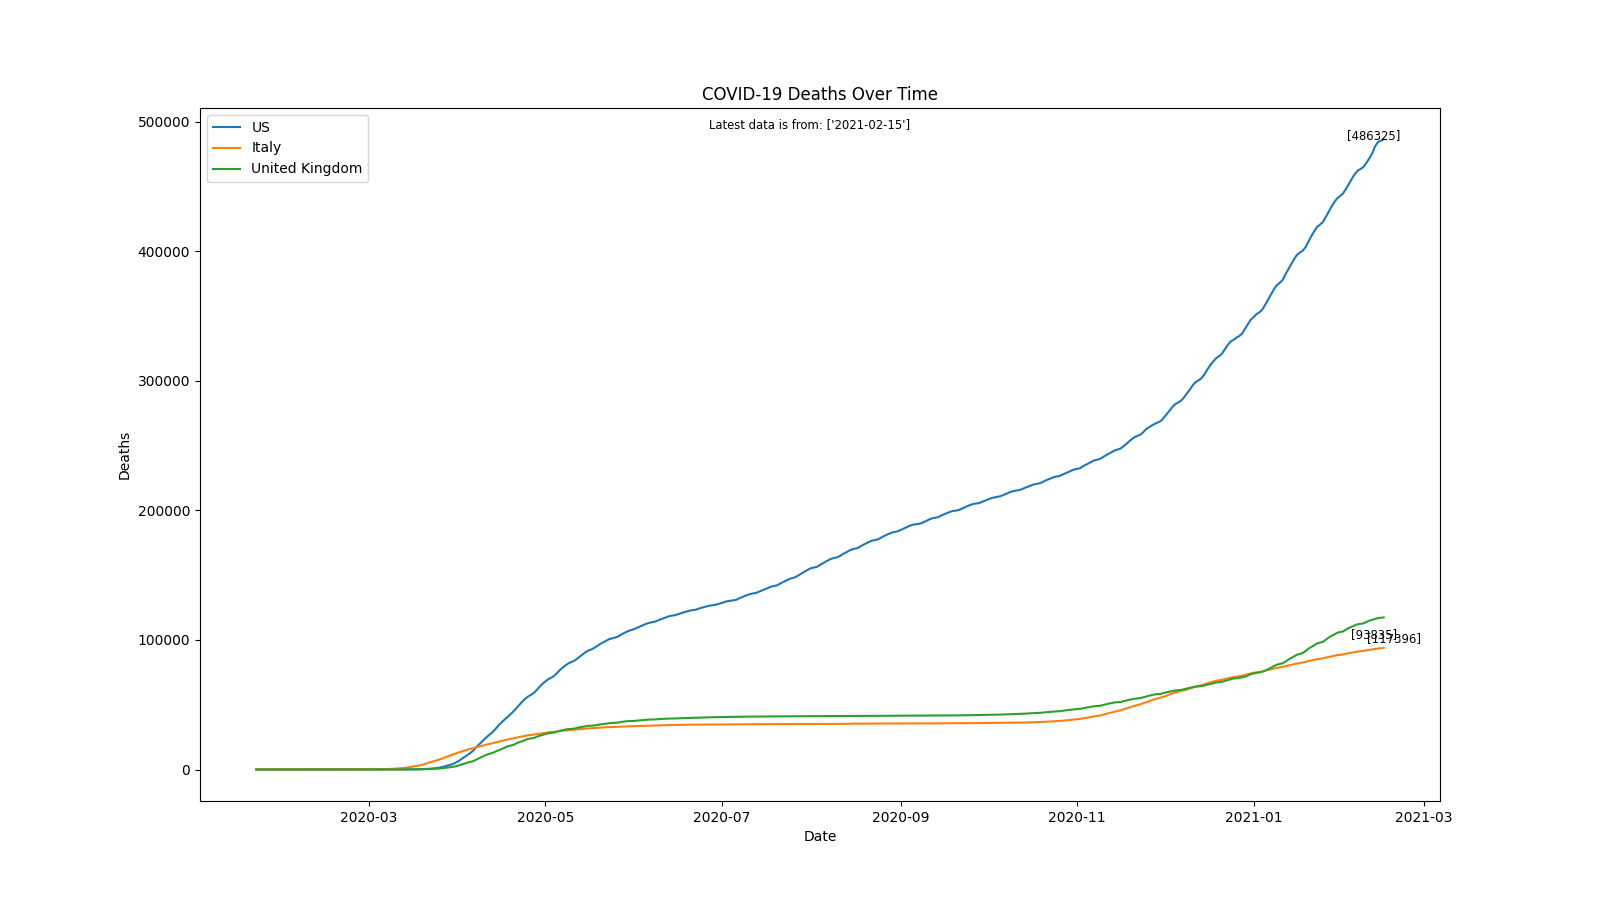 COVID-19 Deaths Over Time
Latest data is from: ['2021-02-15']
US
Italy
United Kingdom
500000
400000
300000
200000
100000
0
Deaths
[486325]
[93835]
[117396]
2020-03
2020-05
2020-07
2020-09
2020-11
2021-01
2021-03
Date